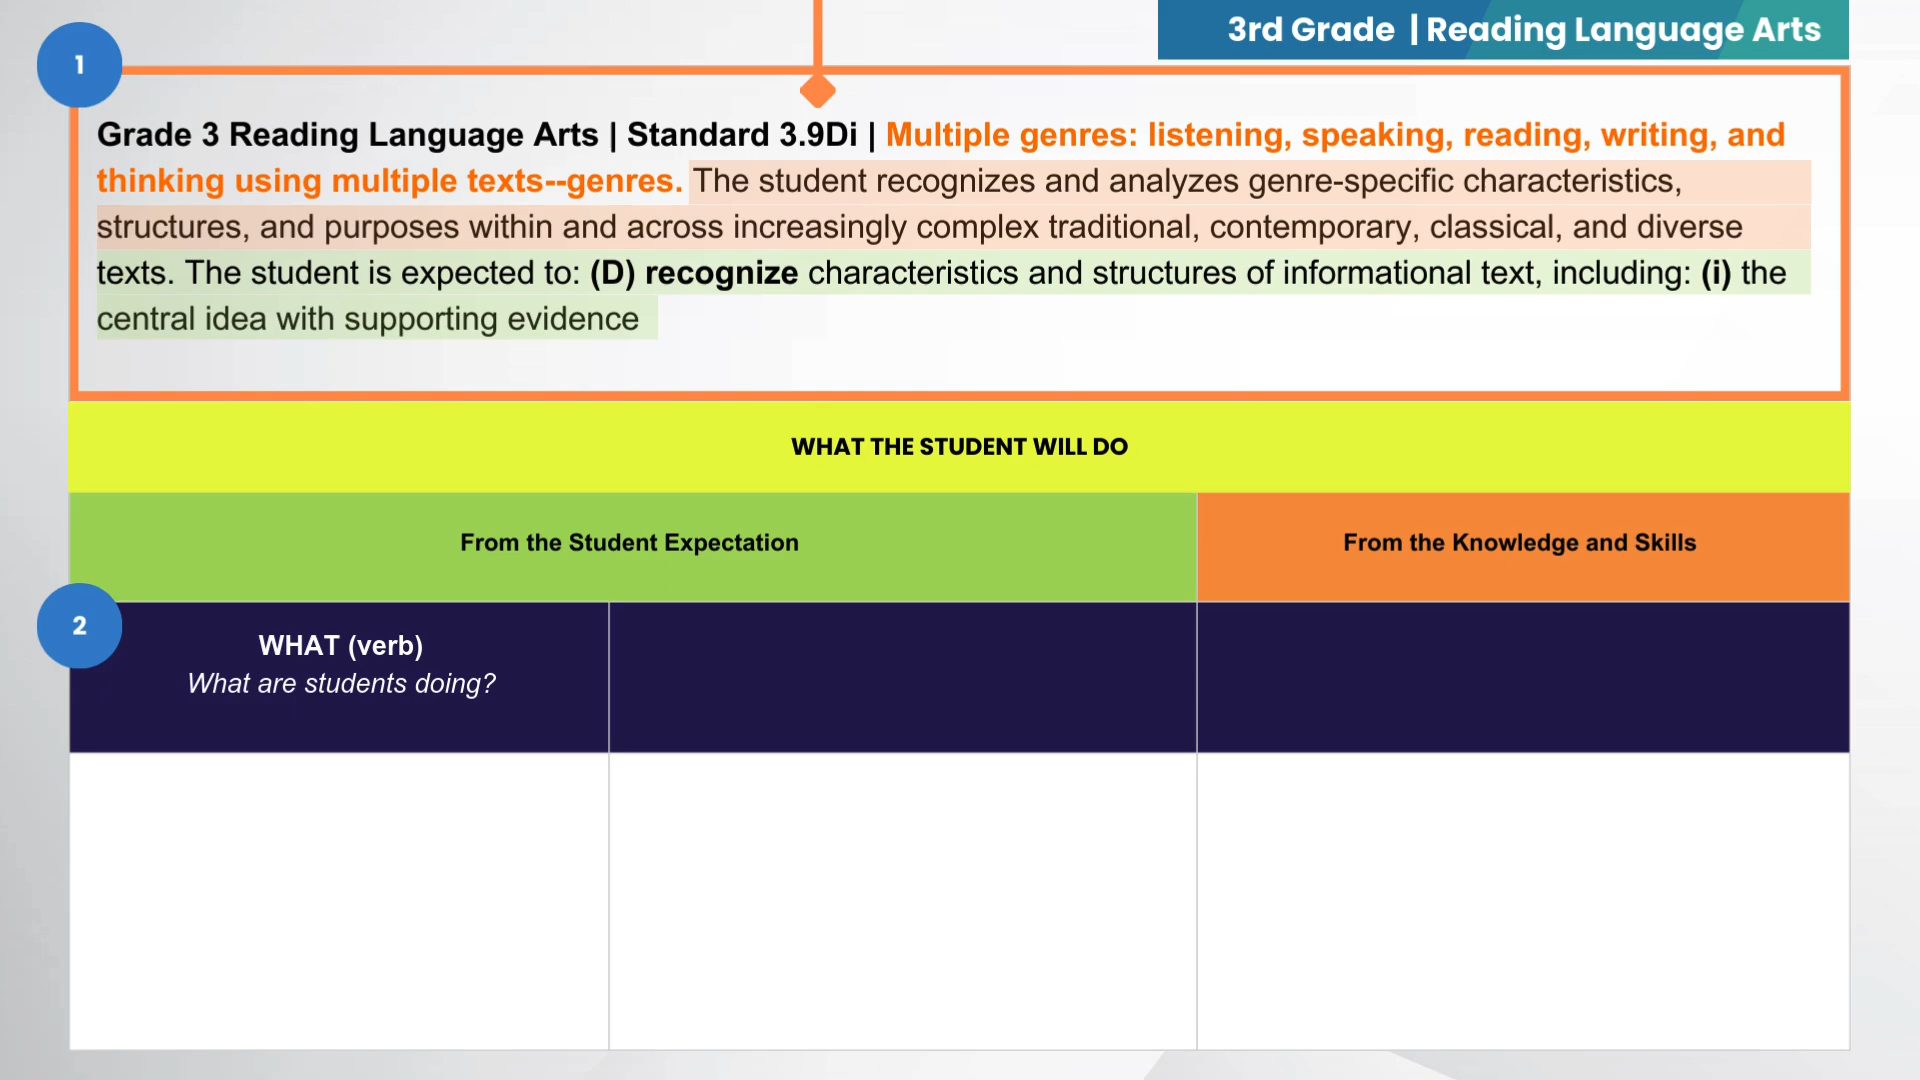 3rd Grade | Reading Language Arts
1
Grade 3 Reading Language Arts | Standard 3.9Di | Multiple genres: listening, speaking, reading, writing, and
thinking using multiple texts--genres. The student recognizes and analyzes genre-specific characteristics,
structures, and purposes within and across increasingly complex traditional, contemporary, classical, and diverse
texts. The student is expected to: (D) recognize characteristics and structures of informational text, including: (i) the
central idea with supporting evidence
WHAT THE STUDENT WILL DO
From the Student Expectation
From the Knowledge and Skills
2
WHAT (verb)
What are students doing?